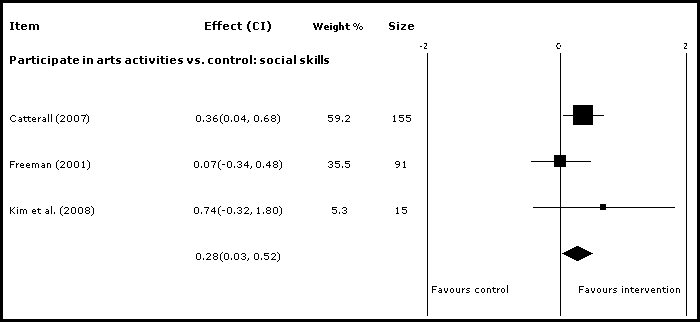 Item Effect (CI) Weight % Size
-2 0 2
Participate in arts activities vs. control: social skills
Catterall (2007) 0.36(0.04, 0.68) 59.2 155
Freeman (2001) 0.07(-0.34, 0.48) 35.5 91
Kim et al. (2008) 0.74(-0.32, 1.80) 5.3 15
0.28(0.03, 0.52)
Favours control Favours intervention